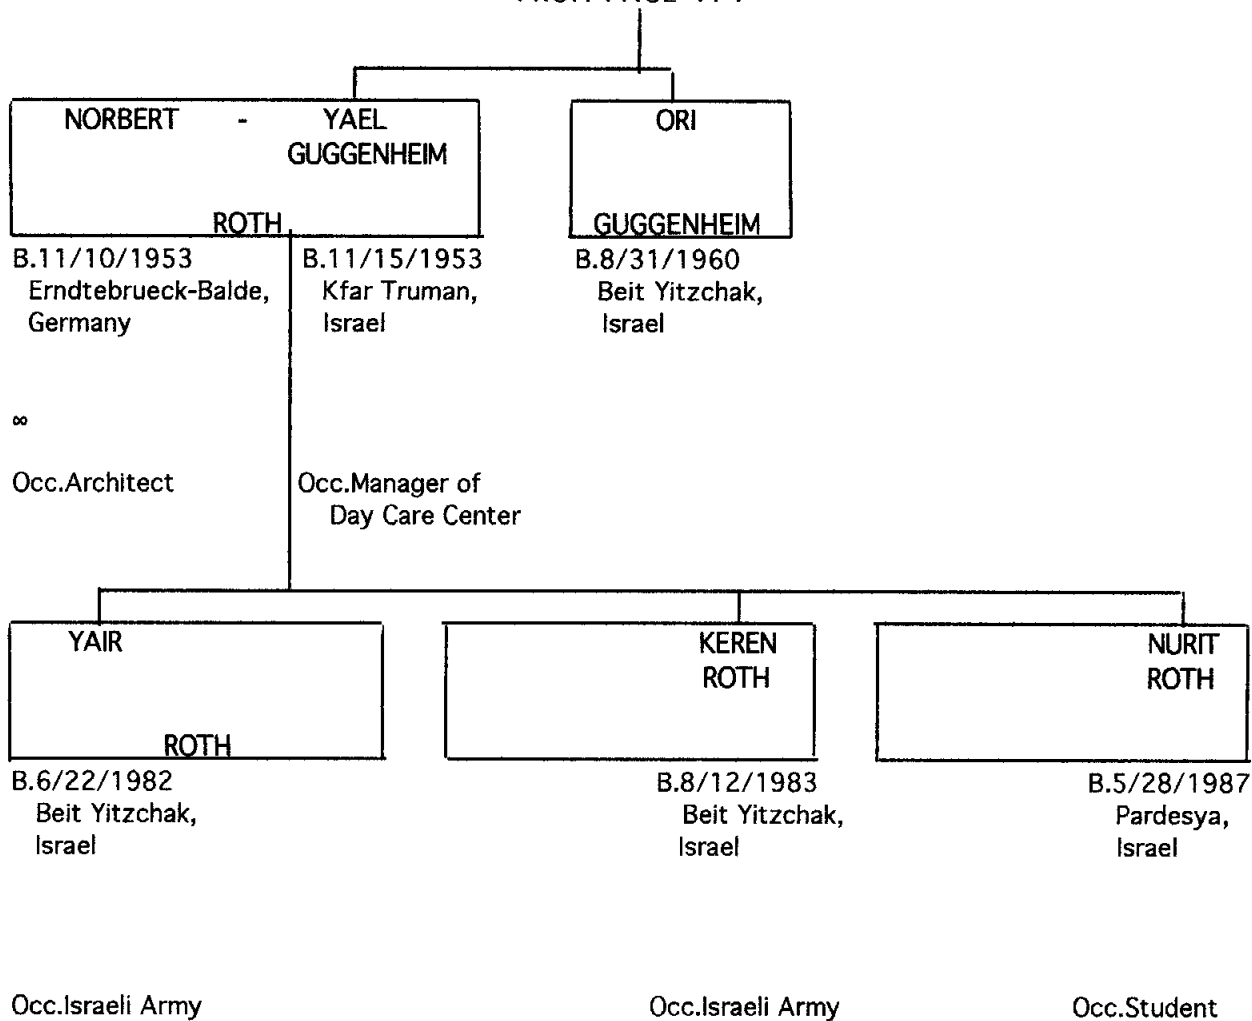 NORBERT - YAEL
GUGGENHEIM
ROTH
ORI
GUGGENHEIM
B.11/10/1953
Erndtebrueck-Balde,
Germany
B.11/15/1953
Kfar Truman,
Israel
B.8/31/1960
Beit Yitzchak,
Israel
∞
Occ.Architect
Occ.Manager of
Day Care Center
YAIR
ROTH
KEREN
ROTH
NURIT
ROTH
B.6/22/1982
Beit Yitzchak,
Israel
B.8/12/1983
Beit Yitzchak,
Israel
B.5/28/1987
Pardesya,
Israel
Occ.Israeli Army
Occ.Israeli Army
Occ.Student